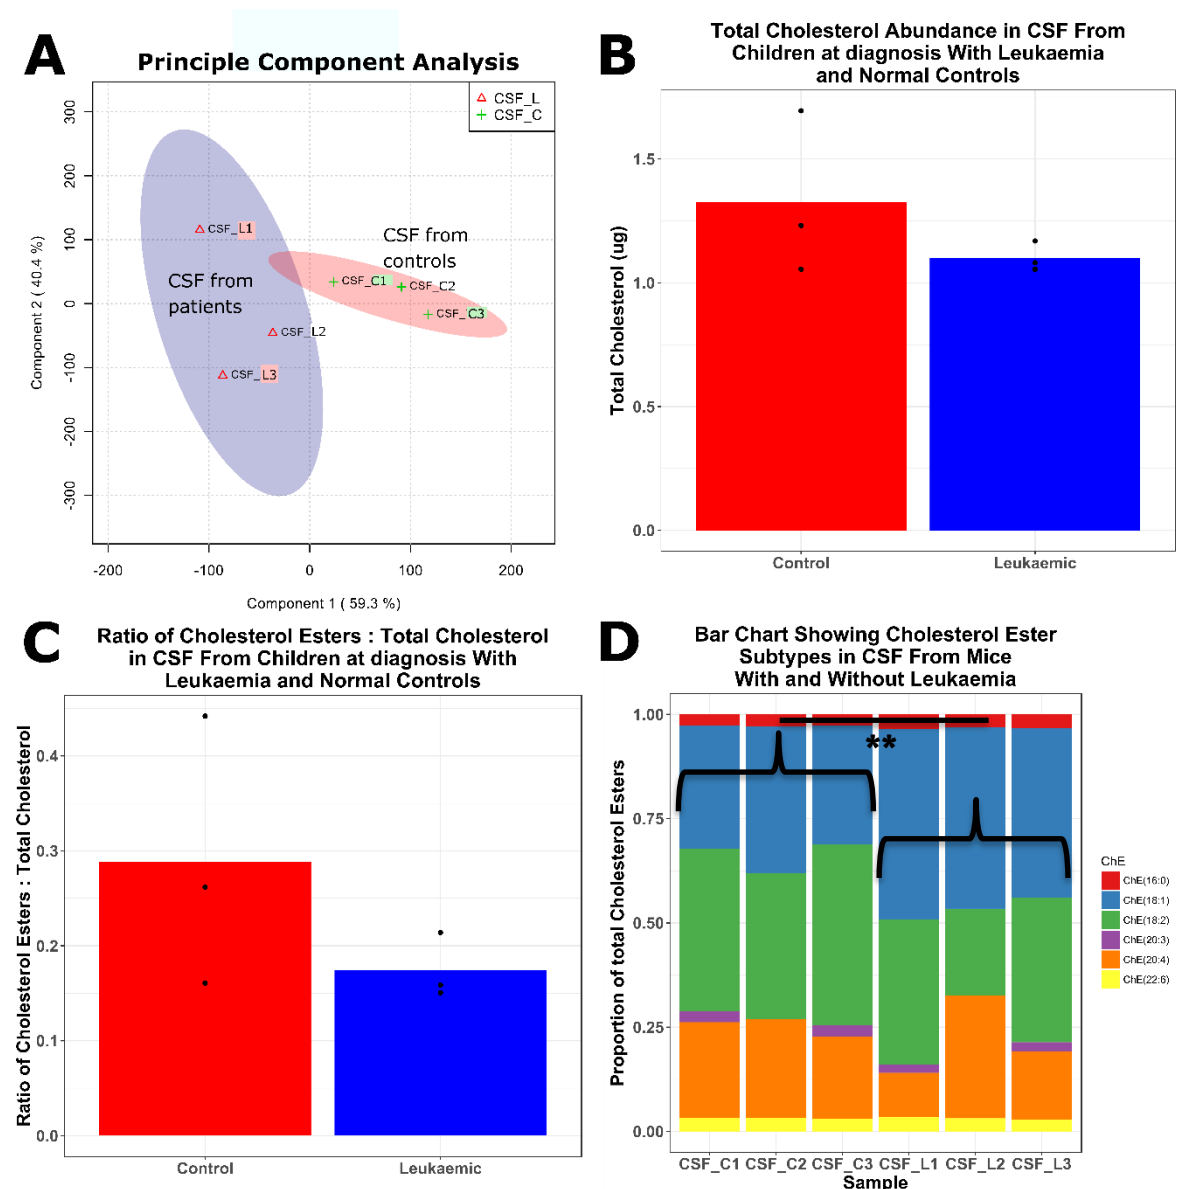 A
Principle Component Analysis
CSF_L
CSF_C
Component 2 ( 40.4 %)
300
200
100
0
-100
-200
-300
CSF_L1
CSF from
patients
CSF_L2
CSF_L3
CSF from
controls
CSF_C1
CSF_C2
CSF_C3
-200
-100
0
100
200
Component 1 ( 59.3 %)
B
Total Cholesterol Abundance in CSF From
Children at diagnosis With Leukaemia
and Normal Controls
Total Cholesterol (ug)
1.5
1.0
0.5
0.0
Control
Leukaemic
C
Ratio of Cholesterol Esters : Total Cholesterol
in CSF From Children at diagnosis With
Leukaemia and Normal Controls
Ratio of Cholesterol Esters : Total Cholesterol
0.4
0.3
0.2
0.1
0.0
Control
Leukaemic
D
Bar Chart Showing Cholesterol Ester
Subtypes in CSF From Mice
With and Without Leukaemia
Proportion of total Cholesterol Esters
1.00
0.75
0.50
0.25
0.00
**
CSF_C1
CSF_C2
CSF_C3
CSF_L1
CSF_L2
CSF_L3
Sample
ChE
ChE(16:0)
ChE(18:1)
ChE(18:2)
ChE(20:3)
ChE(20:4)
ChE(22:6)